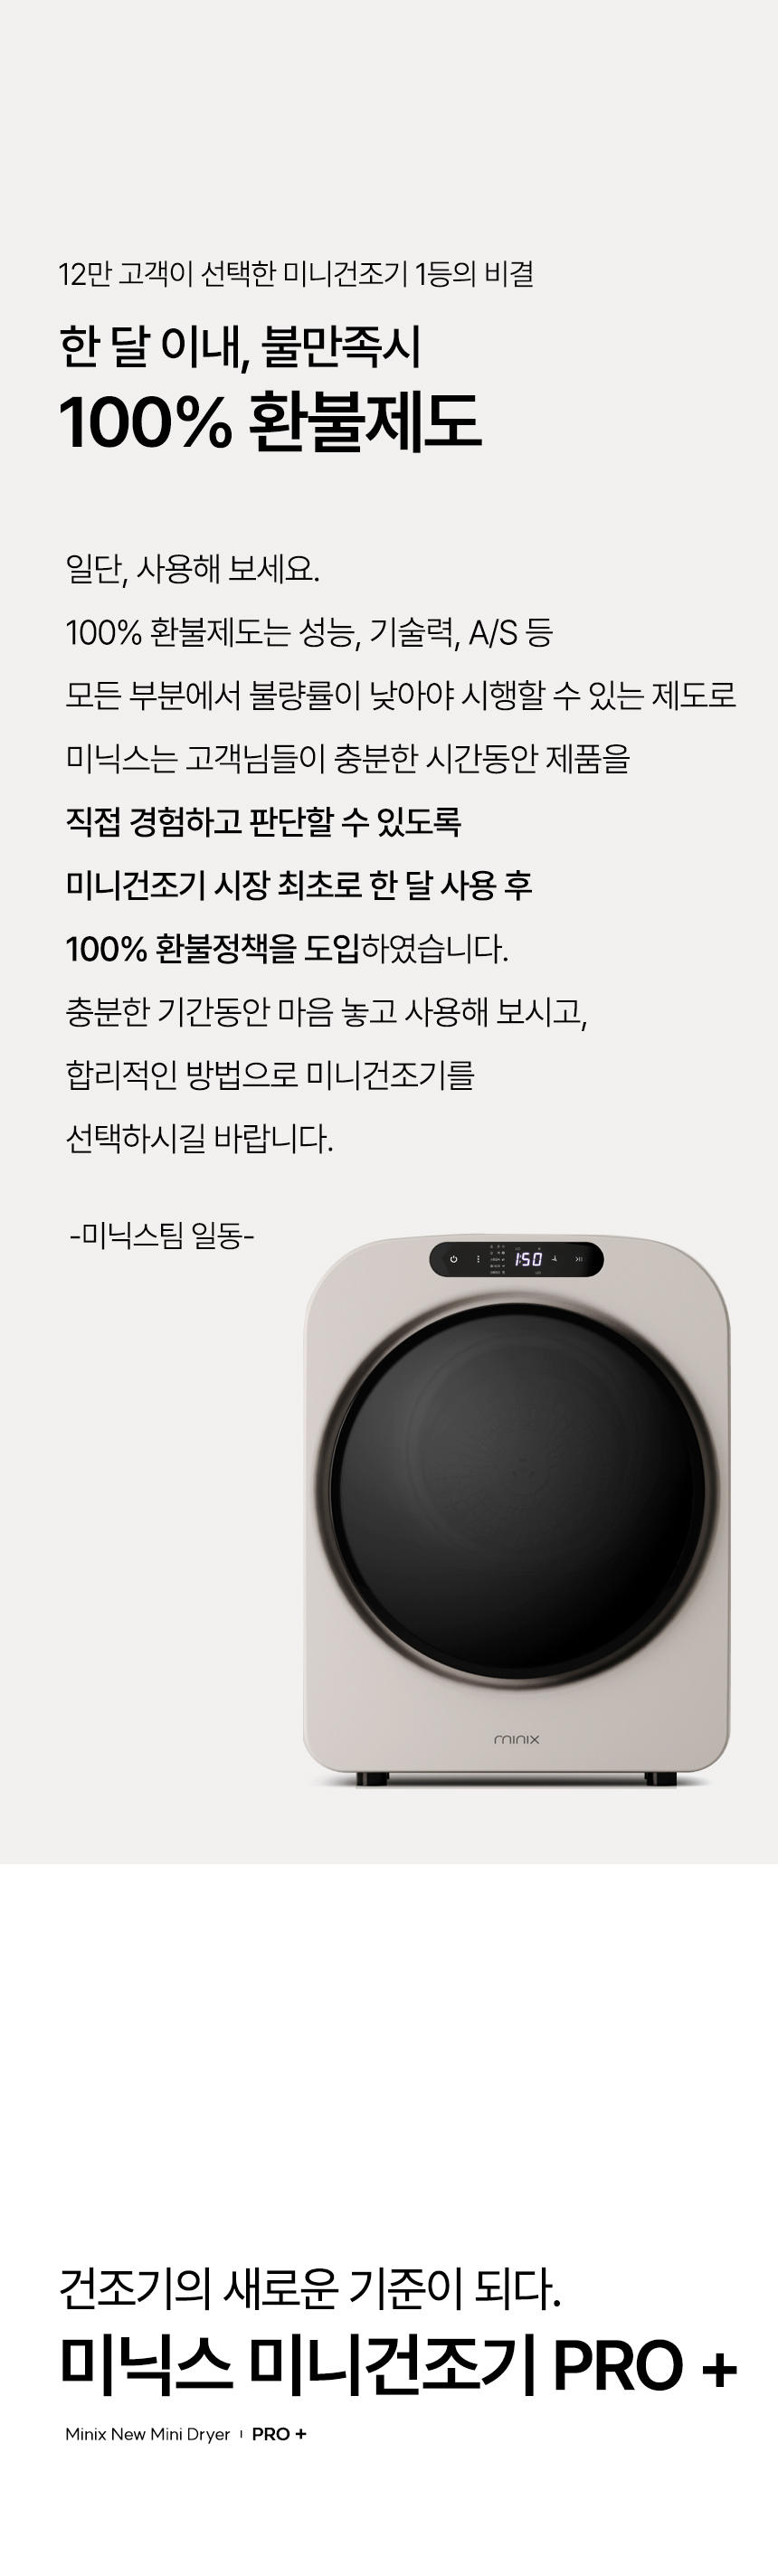 12만 고객이 선택한 미니건조기 1등의 비결
한 달 이내, 불만족시
100% 환불제도
일단, 사용해 보세요.
100% 환불제도는 성능, 기술력, A/S 등
모든 부분에서 불량률이 낮아야 시행할 수 있는 제도로
미닉스는 고객님들이 충분한 시간동안 제품을
직접 경험하고 판단할 수 있도록
미니건조기 시장 최초로 한 달 사용 후
100% 환불정책을 도입하였습니다.
충분한 기간동안 마음 놓고 사용해 보시고,
합리적인 방법으로 미니건조기를
선택하시길 바랍니다.
-미닉스팀 일동-
1:50
minix
건조기의 새로운 기준이 되다.
미닉스 미니건조기 PRO +
Minix New Mini Dryer ı PRO +